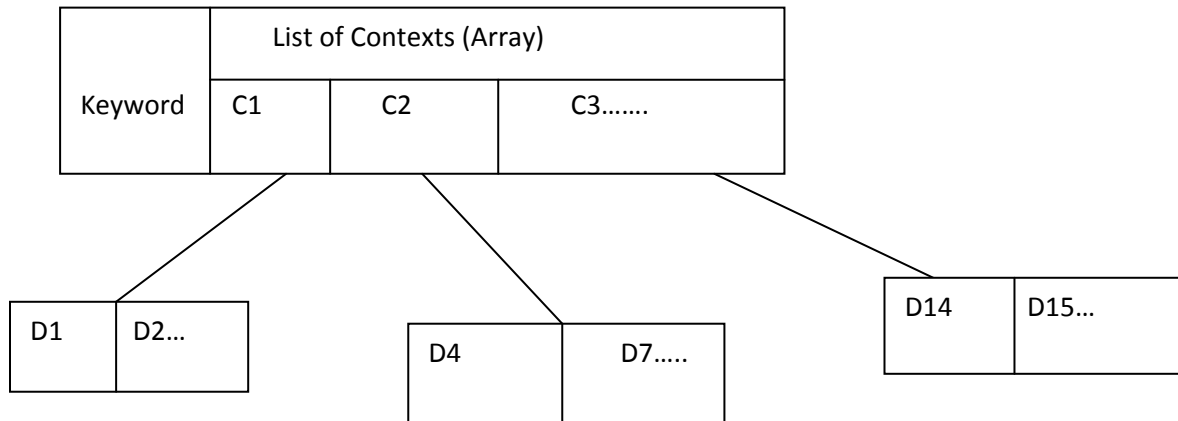 List of Contexts (Array)
Keyword
C1
C2
C3…….
D1
D2…
D4
D7…..
D14
D15…